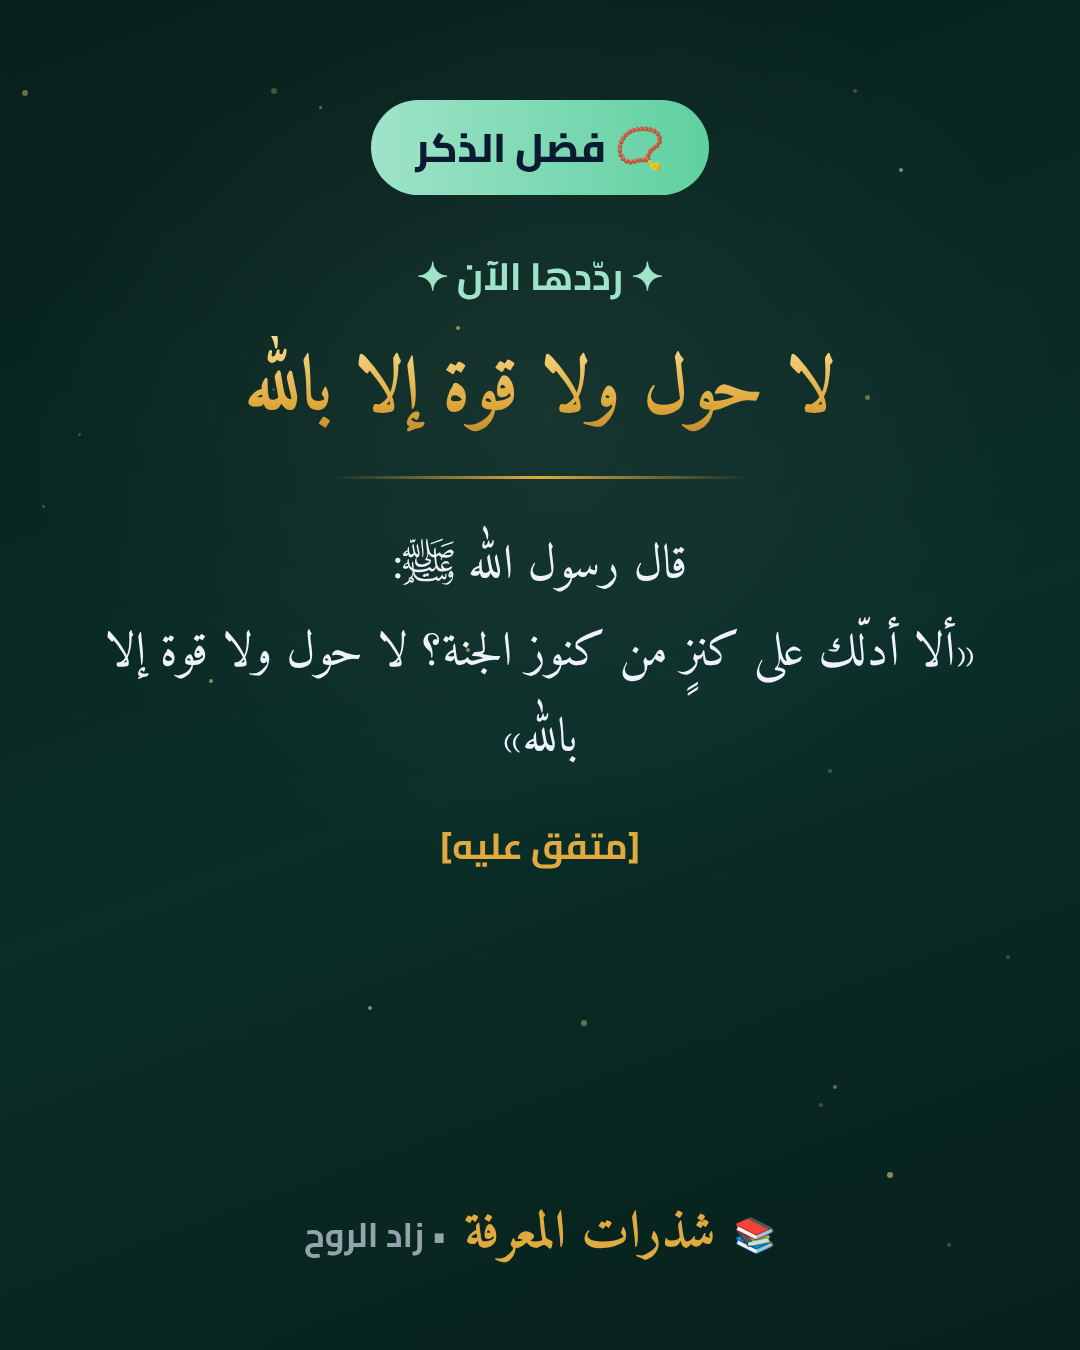 📿 فضل الذكر
✦ ردّدها الآن ✦
لا حول ولا قوة إلا بالله
قال رسول الله ﷺ:
«ألا أدلّك على كنزٍ من كنوز الجنة؟ لا حول ولا قوة إلا
بالله»
[متفق عليه]
📚 شذرات المعرفة ▪ زاد الروح